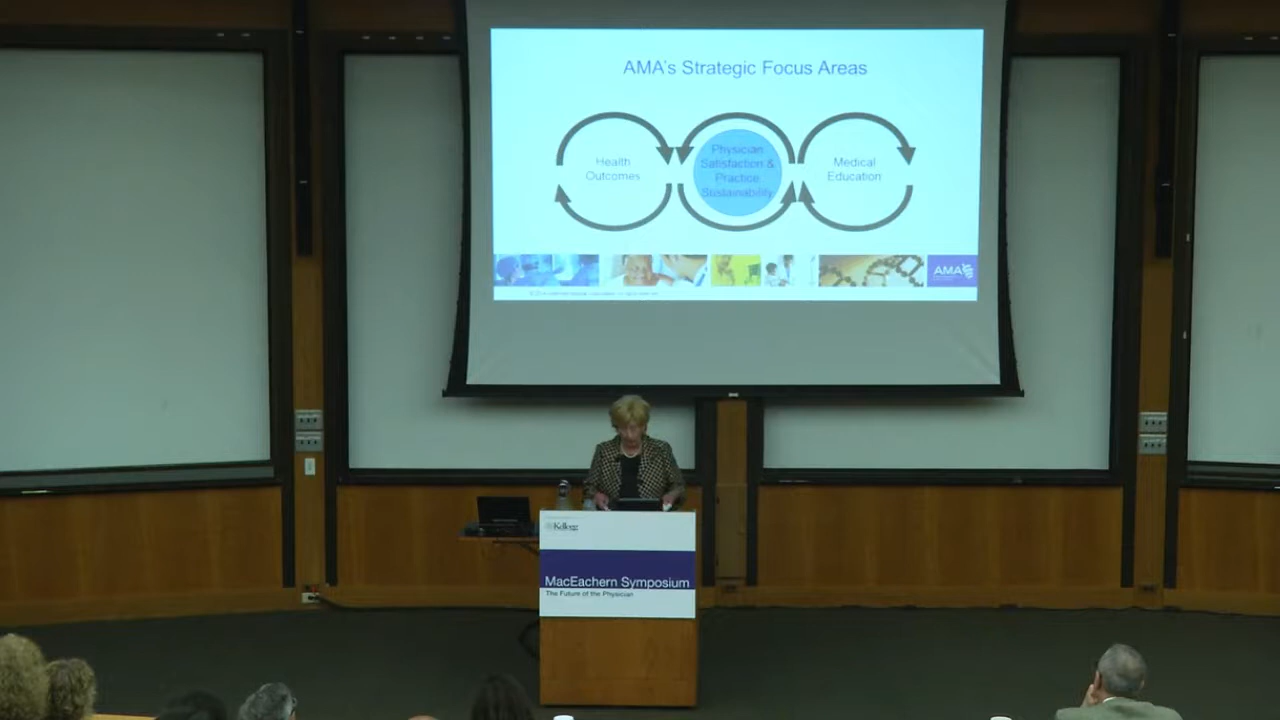 AMA's Strategic Focus Areas
Health
Outcomes
Physician
Satisfaction &
Practice
Sustainability
Medical
Education
AMA
Kellogg
MacEachern Symposium
The Future of the Physician